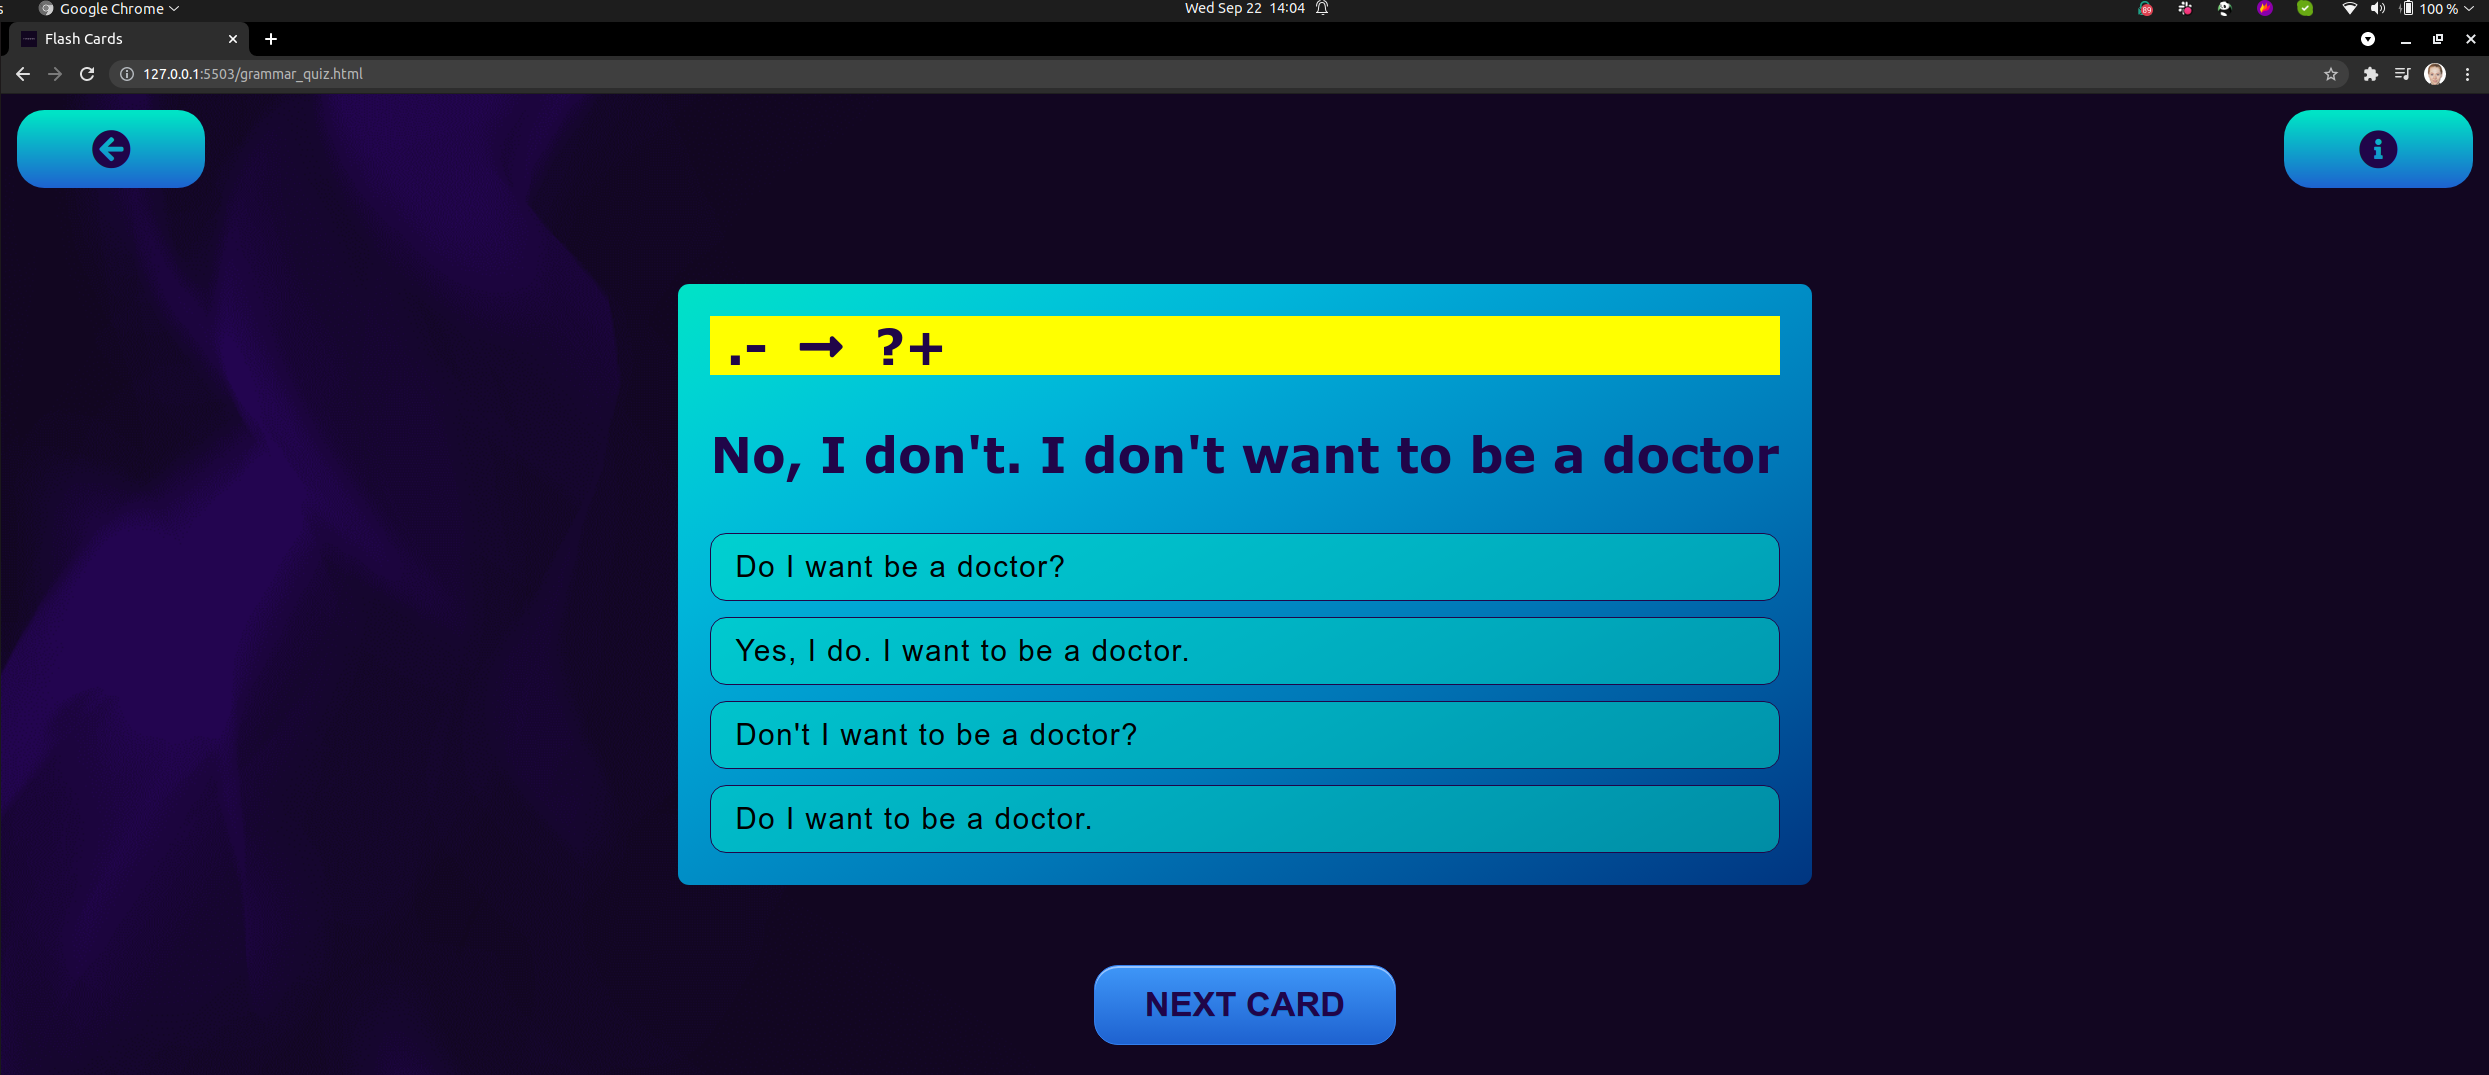 Google Chrome
Wed Sep 22 14:04
89
100 %
Flash Cards
127.0.0.1:5503/grammar_quiz.html
.- → ?+
No, I don't. I don't want to be a doctor
Do I want be a doctor?
Yes, I do. I want to be a doctor.
Don't I want to be a doctor?
Do I want to be a doctor.
NEXT CARD